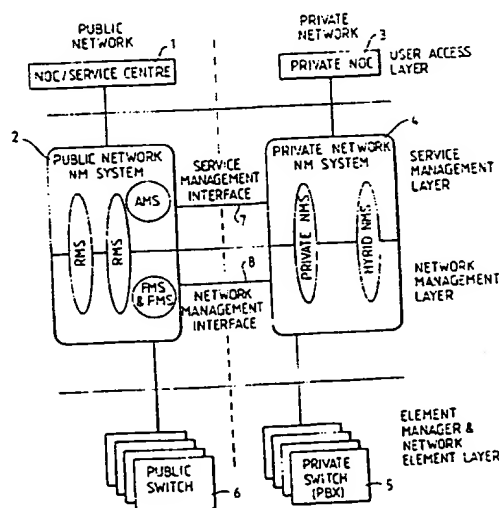 PUBLIC
NETWORK
PRIVATE
NETWORK
1
3
NOC/SERVICE CENTRE
PRIVATE NOC
USER ACCESS
LAYER
2
4
PUBLIC NETWORK
NM SYSTEM
PRIVATE NETWORK
NM SYSTEM
SERVICE
MANAGEMENT
INTERFACE
SERVICE
MANAGEMENT
LAYER
AMS
7
RMS
RMS
PRIVATE NMS
HYRID NMS
8
FMS
& FMS
NETWORK
MANAGEMENT
INTERFACE
NETWORK
MANAGEMENT
LAYER
ELEMENT
MANAGER &
NETWORK
ELEMENT LAYER
PUBLIC
SWITCH
6
PRIVATE
SWITCH
(PBX)
5